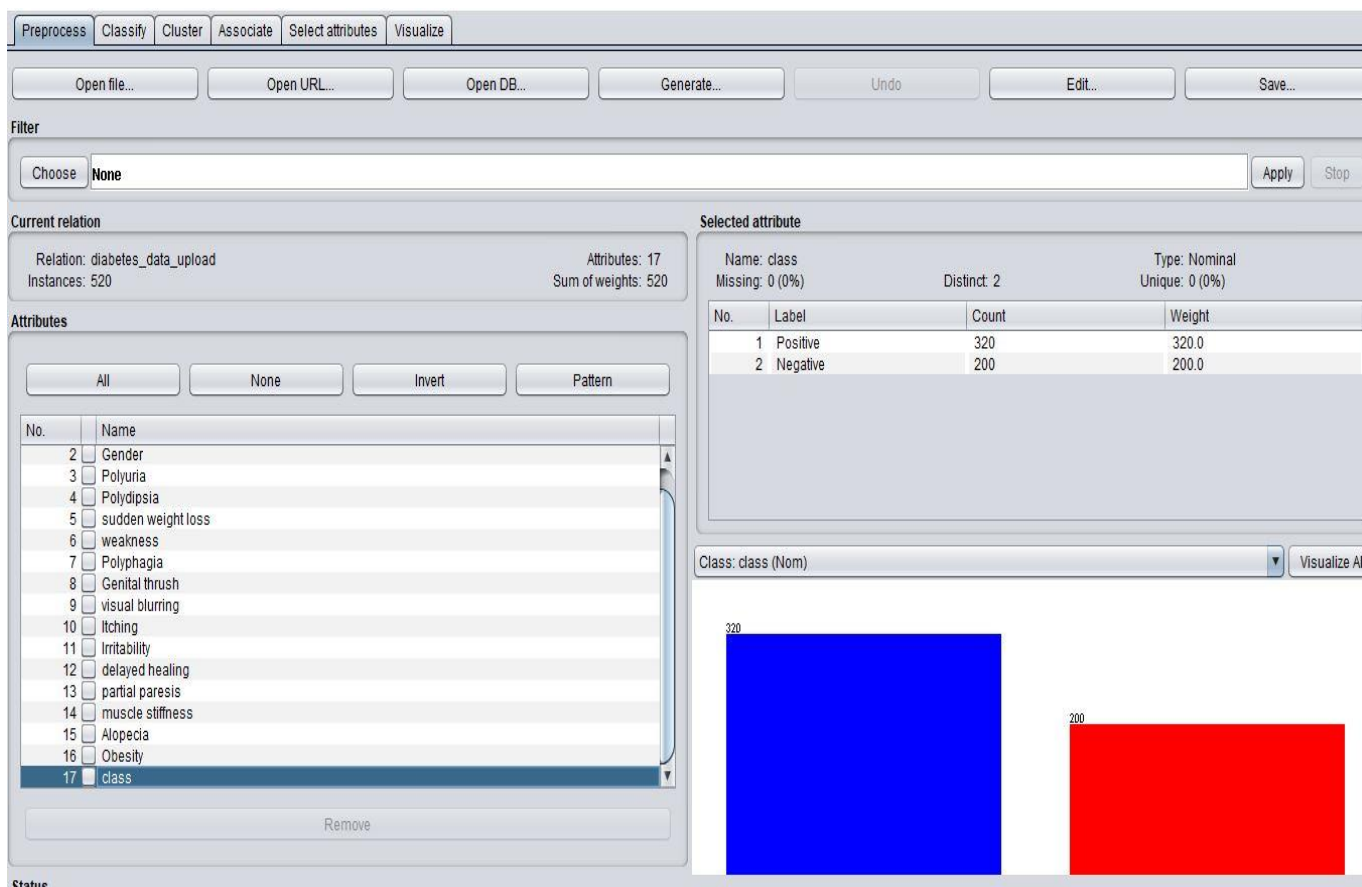 Preprocess Classify Cluster Associate Select attributes Visualize
Open file... Open URL... Open DB... Generate... Undo Edit... Save...
Filter
Choose None Apply Stop
Current relation
Relation: diabetes_data_upload Attributes: 17
Instances: 520 Sum of weights: 520
Selected attribute
Name: class Type: Nominal
Missing: 0 (0%) Distinct: 2 Unique: 0 (0%)
No. Label Count Weight
1 Positive 320 320.0
2 Negative 200 200.0
Attributes
All None Invert Pattern
No. Name
2 Gender
3 Polyuria
4 Polydipsia
5 sudden weight loss
6 weakness
7 Polyphagia
8 Genital thrush
9 visual blurring
10 Itching
11 Irritability
12 delayed healing
13 partial paresis
14 muscle stiffness
15 Alopecia
16 Obesity
17 class
Remove
Class: class (Nom) Visualize Al
320
200
Status